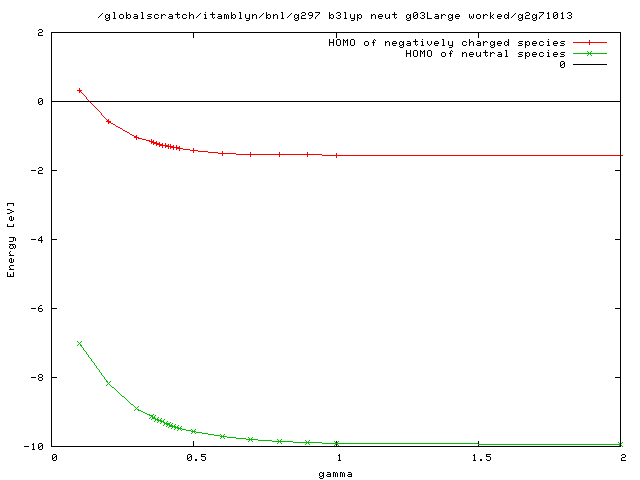 /globalscratch/itamblyn/bnl/g297 b3lyp neut g03Large worked/g2g71013
HOMO of negatively charged species
HOMO of neutral species
0
2
0
-2
-4
-6
-8
-10
Energy [eV]
0 0.5 1 1.5 2
gamma